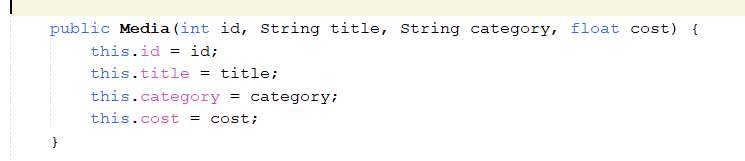 public Media(int id, String title, String category, float cost) {
this.id = id;
this.title = title;
this.category = category;
this.cost = cost;
}